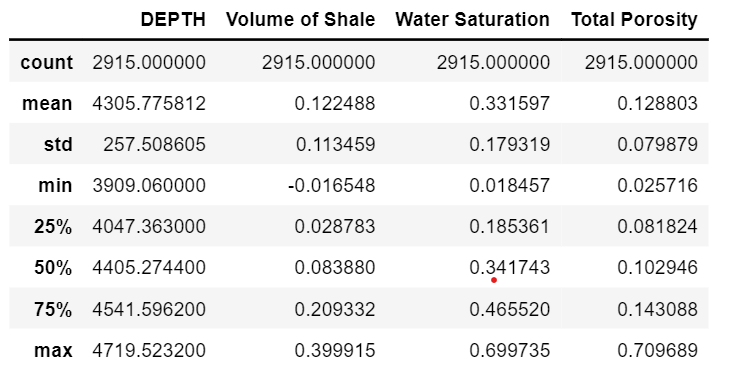 DEPTH Volume of Shale Water Saturation Total Porosity
count 2915.000000 2915.000000 2915.000000 2915.000000
mean 4305.775812 0.122488 0.331597 0.128803
std 257.508605 0.113459 0.179319 0.079879
min 3909.060000 -0.016548 0.018457 0.025716
25% 4047.363000 0.028783 0.185361 0.081824
50% 4405.274400 0.083880 0.341743 0.102946
75% 4541.596200 0.209332 0.465520 0.143088
max 4719.523200 0.399915 0.699735 0.709689